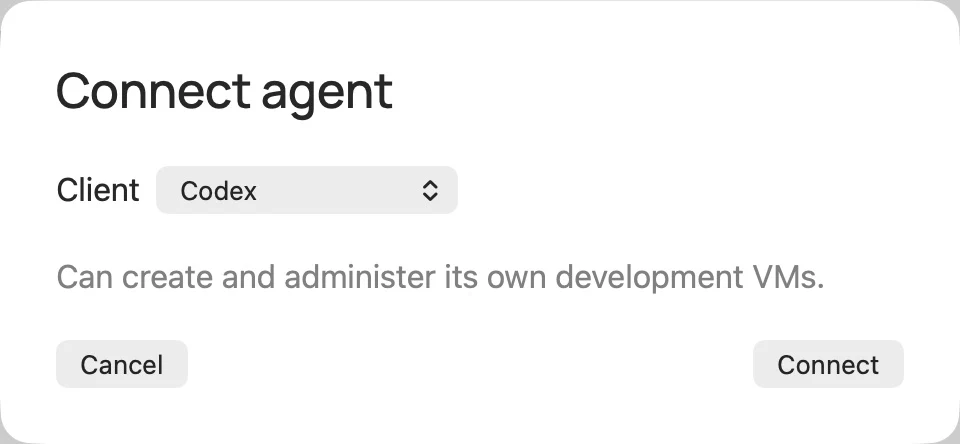 Connect agent
Client Codex
Can create and administer its own development VMs.
Cancel Connect